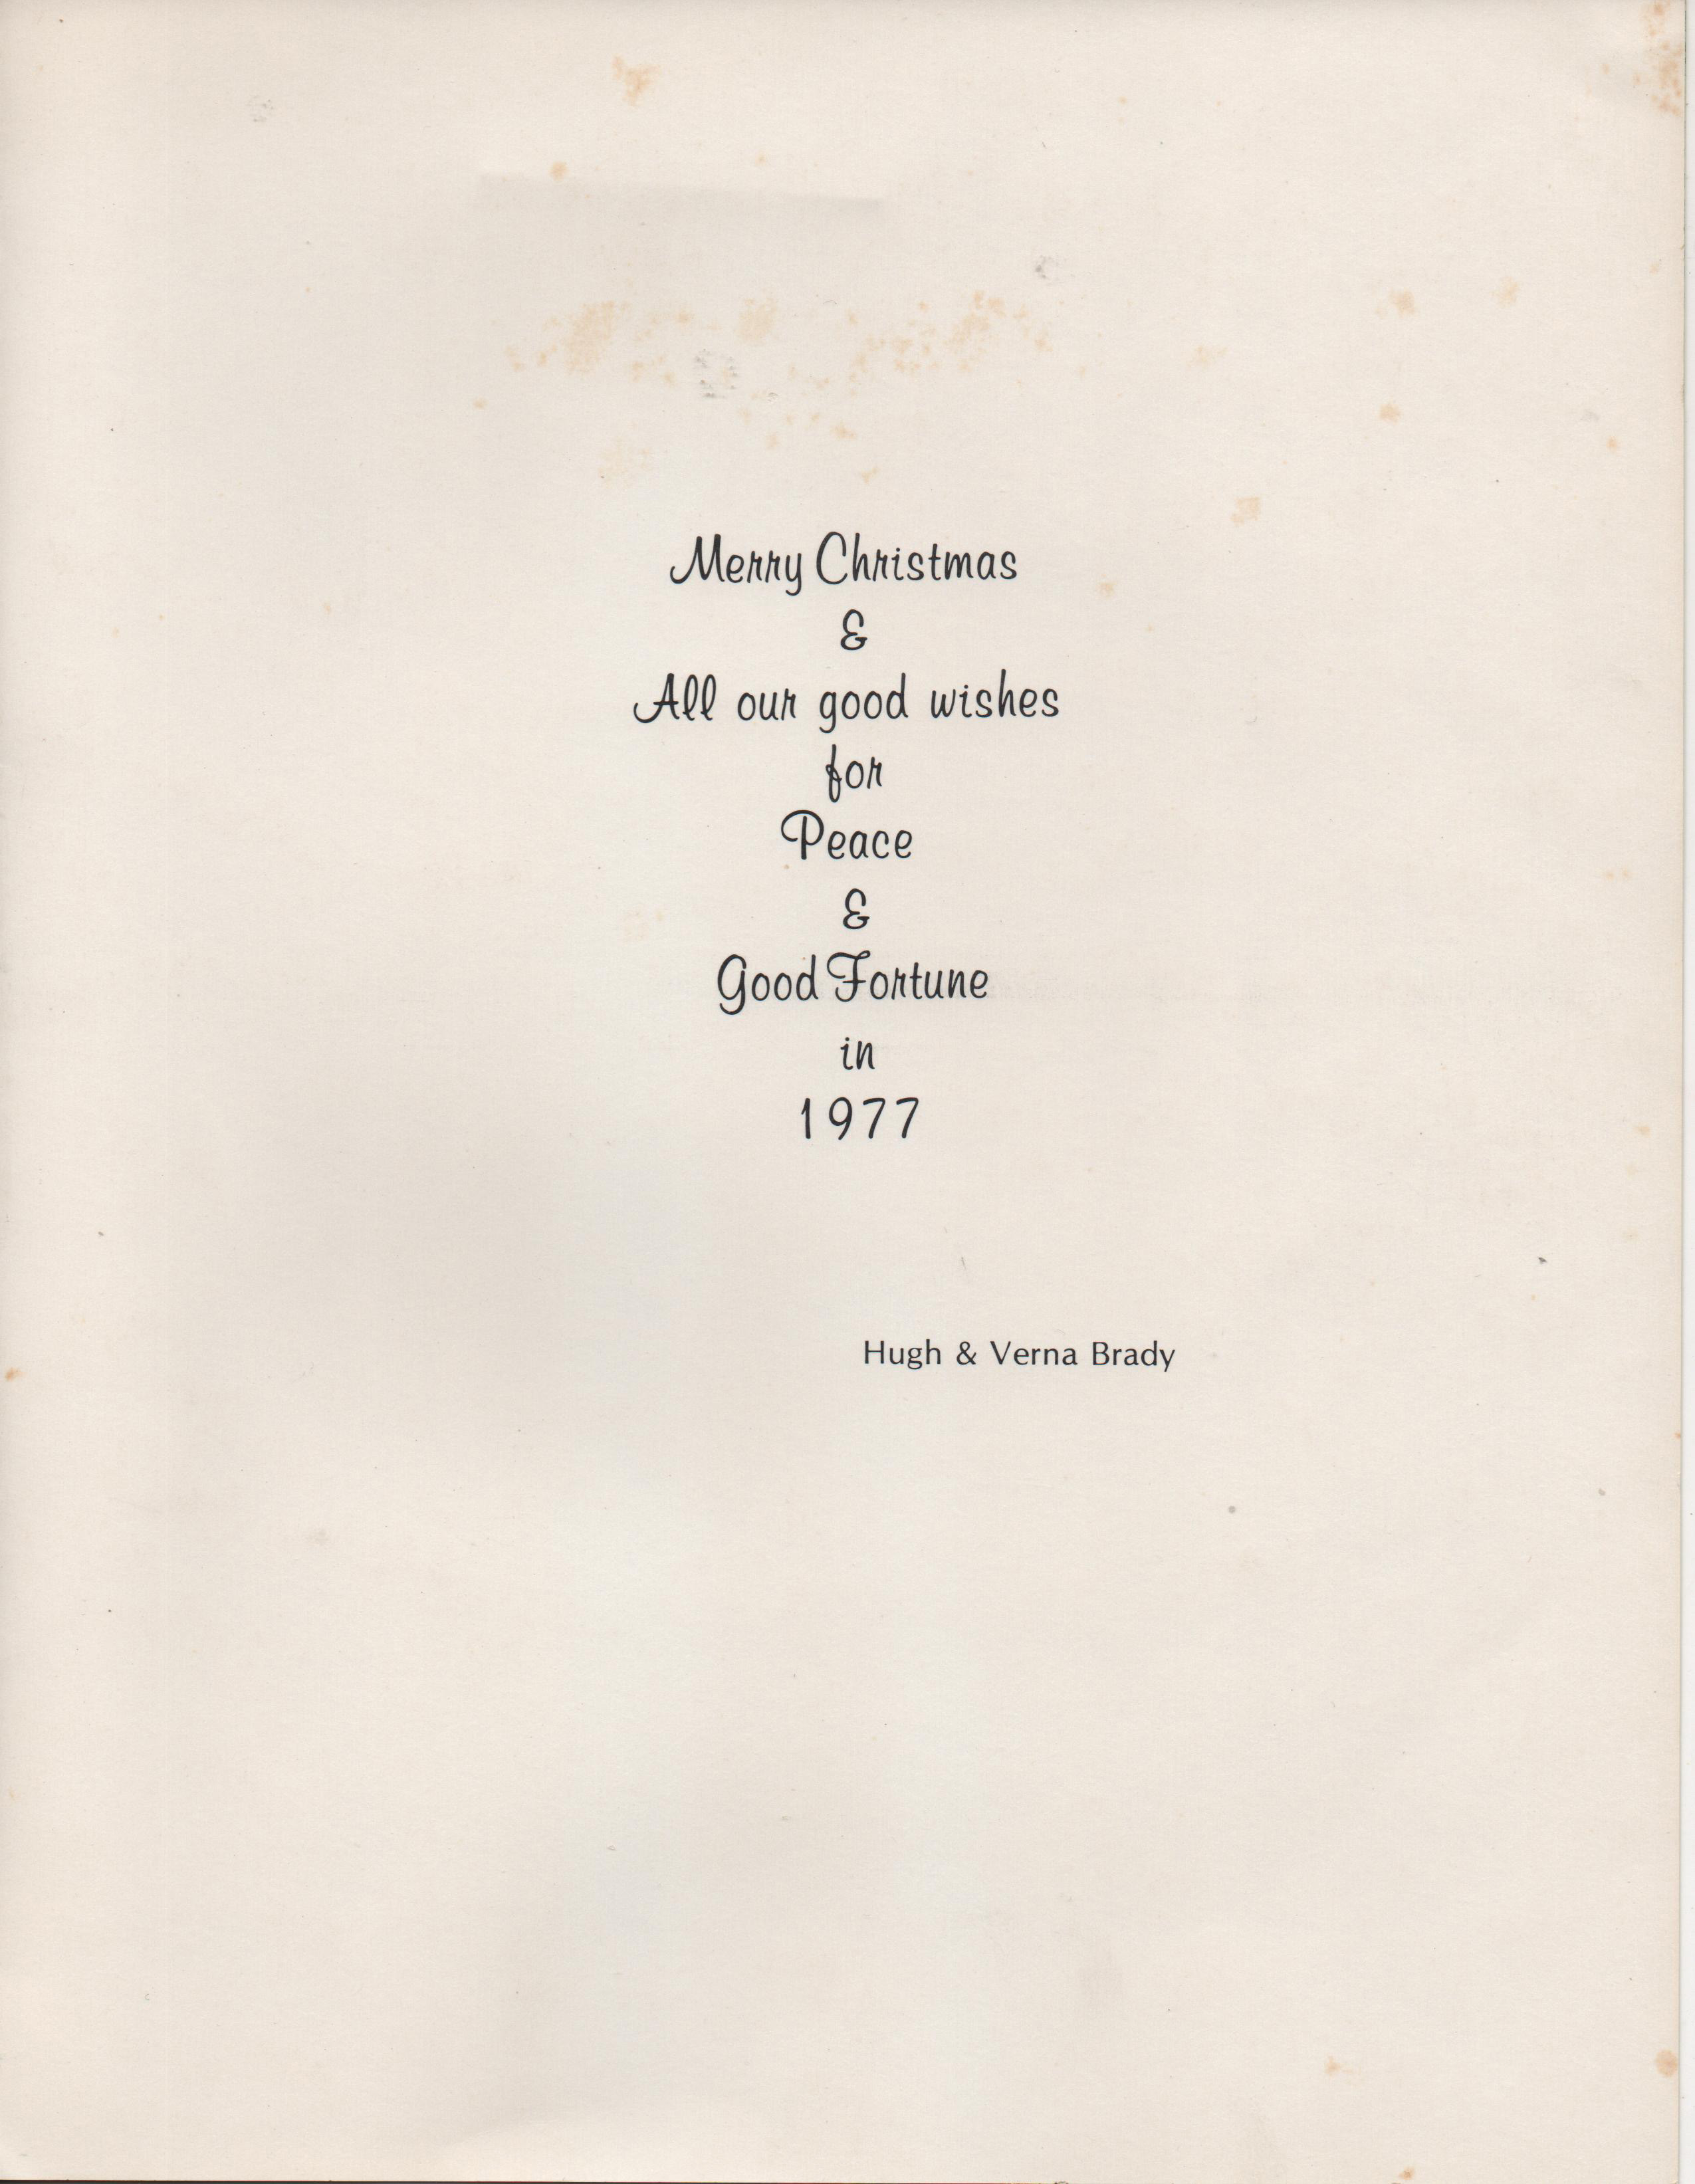 Merry Christmas
&
All our good wishes
for
Peace
&
Good Fortune
in
1977
Hugh & Verna Brady